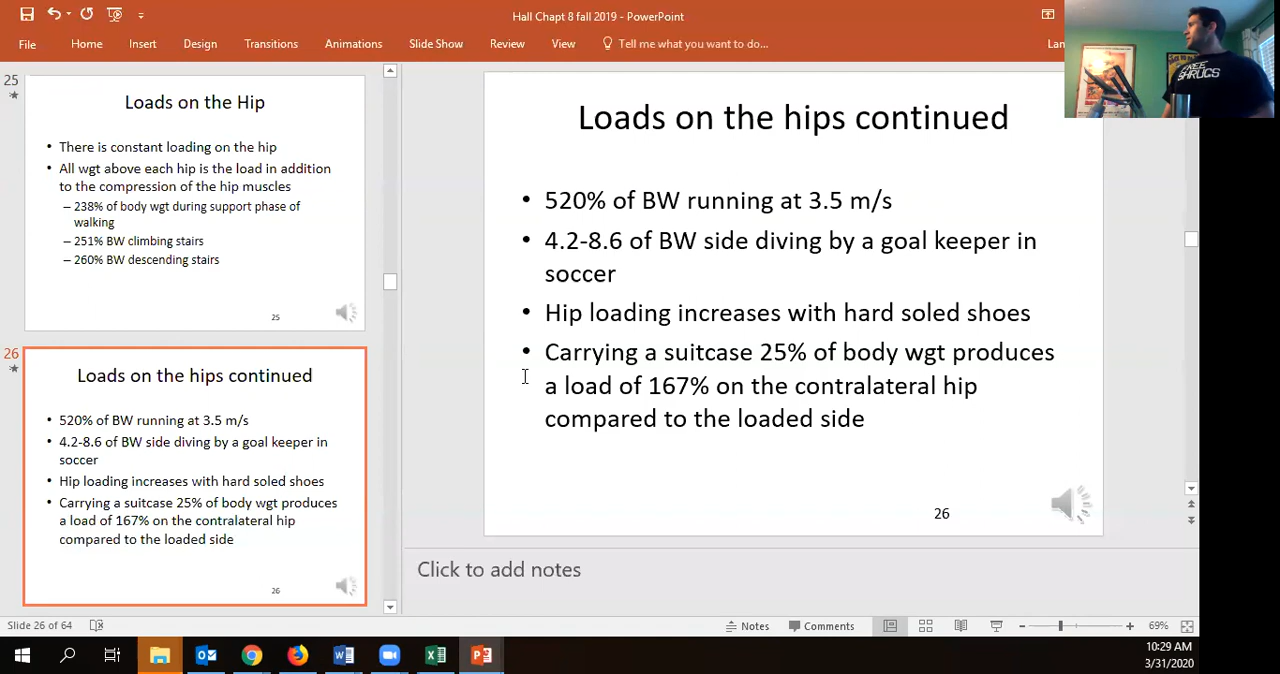 Hall Chapt 8 fall 2019 - PowerPoint
File Home Insert Design Transitions Animations Slide Show Review View Tell me what you want to do... Lan
FREE
SHRUGS
25
Loads on the Hip
• There is constant loading on the hip
• All wgt above each hip is the load in addition
to the compression of the hip muscles
– 238% of body wgt during support phase of
walking
– 251% BW climbing stairs
– 260% BW descending stairs
25
26
Loads on the hips continued
• 520% of BW running at 3.5 m/s
• 4.2-8.6 of BW side diving by a goal keeper in
soccer
• Hip loading increases with hard soled shoes
• Carrying a suitcase 25% of body wgt produces
a load of 167% on the contralateral hip
compared to the loaded side
26
Loads on the hips continued
• 520% of BW running at 3.5 m/s
• 4.2-8.6 of BW side diving by a goal keeper in
soccer
• Hip loading increases with hard soled shoes
• Carrying a suitcase 25% of body wgt produces
a load of 167% on the contralateral hip
compared to the loaded side
26
Click to add notes
Slide 26 of 64 Notes Comments 69%
10:29 AM
3/31/2020